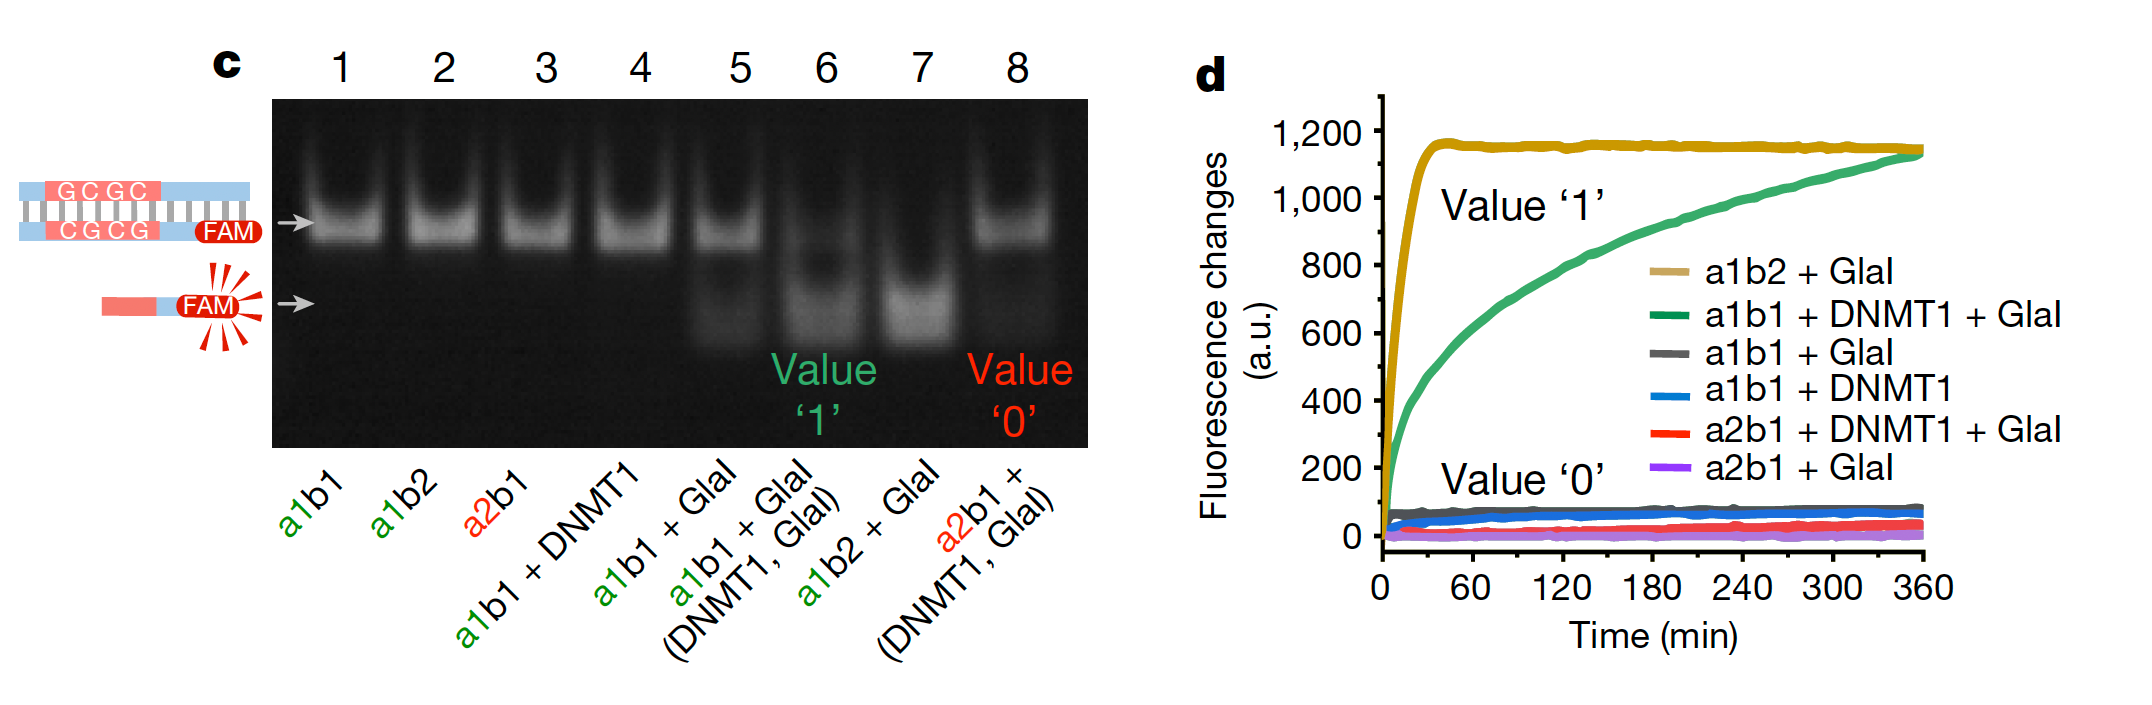 c
1 2 3 4 5 6 7 8
GCGC
CGCG
FAM
FAM
Value
‘1’
Value
‘0’
a1b1
a1b2
a2b1
a1b1 + DNMT1
a1b1 + GlaI
a1b1 + GlaI
(DNMT1, GlaI)
a1b2 + GlaI
a2b1 +
(DNMT1, GlaI)
d
Fluorescence changes
(a.u.)
1,200
1,000
800
600
400
200
0
Value ‘1’
Value ‘0’
a1b2 + GlaI
a1b1 + DNMT1 + GlaI
a1b1 + GlaI
a1b1 + DNMT1
a2b1 + DNMT1 + GlaI
a2b1 + GlaI
0 60 120 180 240 300 360
Time (min)